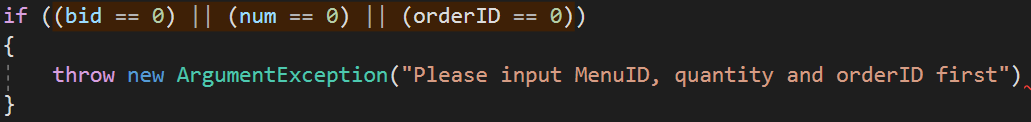 if ((bid == 0) || (num == 0) || (orderID == 0))
{
throw new ArgumentException("Please input MenuID, quantity and orderID first")
}